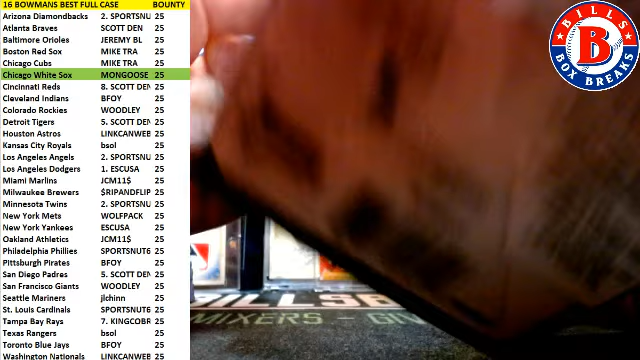 16 BOWMANS BEST FULL CASE BOUNTY
Arizona Diamondbacks 2. SPORTSNU 25
Atlanta Braves SCOTT DEN 25
Baltimore Orioles JEREMY BL 25
Boston Red Sox MIKE TRA 25
Chicago Cubs MIKE TRA 25
Chicago White Sox MONGOOSE 25
Cincinnati Reds 8. SCOTT DEN 25
Cleveland Indians BFOY 25
Colorado Rockies WOODLEY 25
Detroit Tigers 5. SCOTT DEN 25
Houston Astros LINKCANWEB 25
Kansas City Royals bsol 25
Los Angeles Angels 2. SPORTSNU 25
Los Angeles Dodgers 1. ESCUSA 25
Miami Marlins JCM11$ 25
Milwaukee Brewers $RIPANDFLIP 25
Minnesota Twins 2. SPORTSNU 25
New York Mets WOLFPACK 25
New York Yankees ESCUSA 25
Oakland Athletics JCM11$ 25
Philadelphia Phillies SPORTSNUT6 25
Pittsburgh Pirates BFOY 25
San Diego Padres 5. SCOTT DEN 25
San Francisco Giants WOODLEY 25
Seattle Mariners jlchinn 25
St. Louis Cardinals SPORTSNUT6 25
Tampa Bay Rays 7. KINGCOBR 25
Texas Rangers bsol 25
Toronto Blue Jays BFOY 25
Washington Nationals LINKCANWEB 25
BILLS
B
BOX BREAKS
MIXERS -